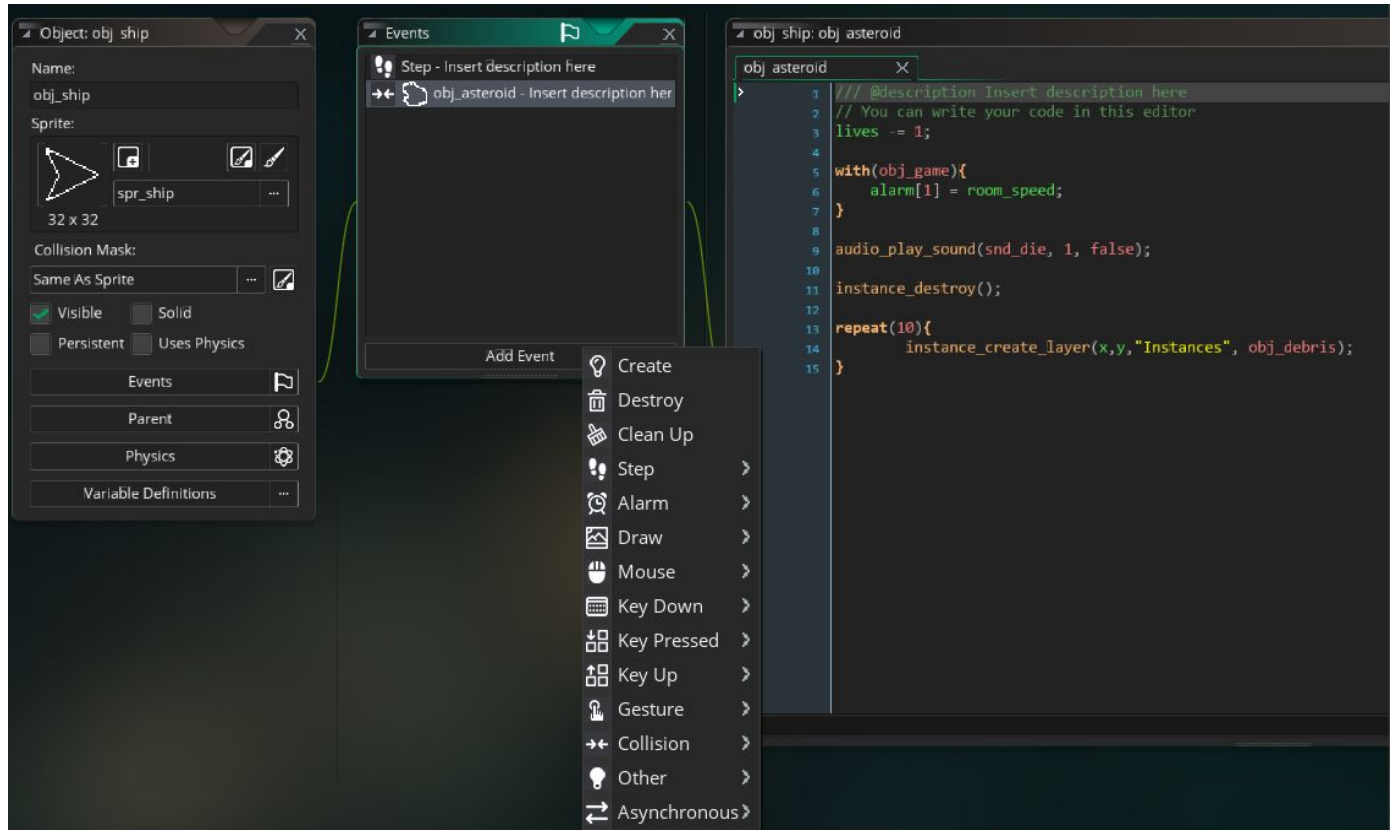 Object: obj ship
Name:
obj_ship
Sprite:
spr_ship
32 x 32
Collision Mask:
Same As Sprite
Visible
Solid
Persistent
Uses Physics
Events
Parent
Physics
Variable Definitions
Events
Step - Insert description here
obj_asteroid - Insert description her
Add Event
Create
Destroy
Clean Up
Step
Alarm
Draw
Mouse
Key Down
Key Pressed
Key Up
Gesture
Collision
Other
Asynchronous
obj ship: obj asteroid
obj asteroid
1 /// @description Insert description here
2 // You can write your code in this editor
3 lives -= 1;
4
5 with(obj_game){
6 alarm[1] = room_speed;
7 }
8
9 audio_play_sound(snd_die, 1, false);
10
11 instance_destroy();
12
13 repeat(10){
14 instance_create_layer(x,y,"Instances", obj_debris);
15 }